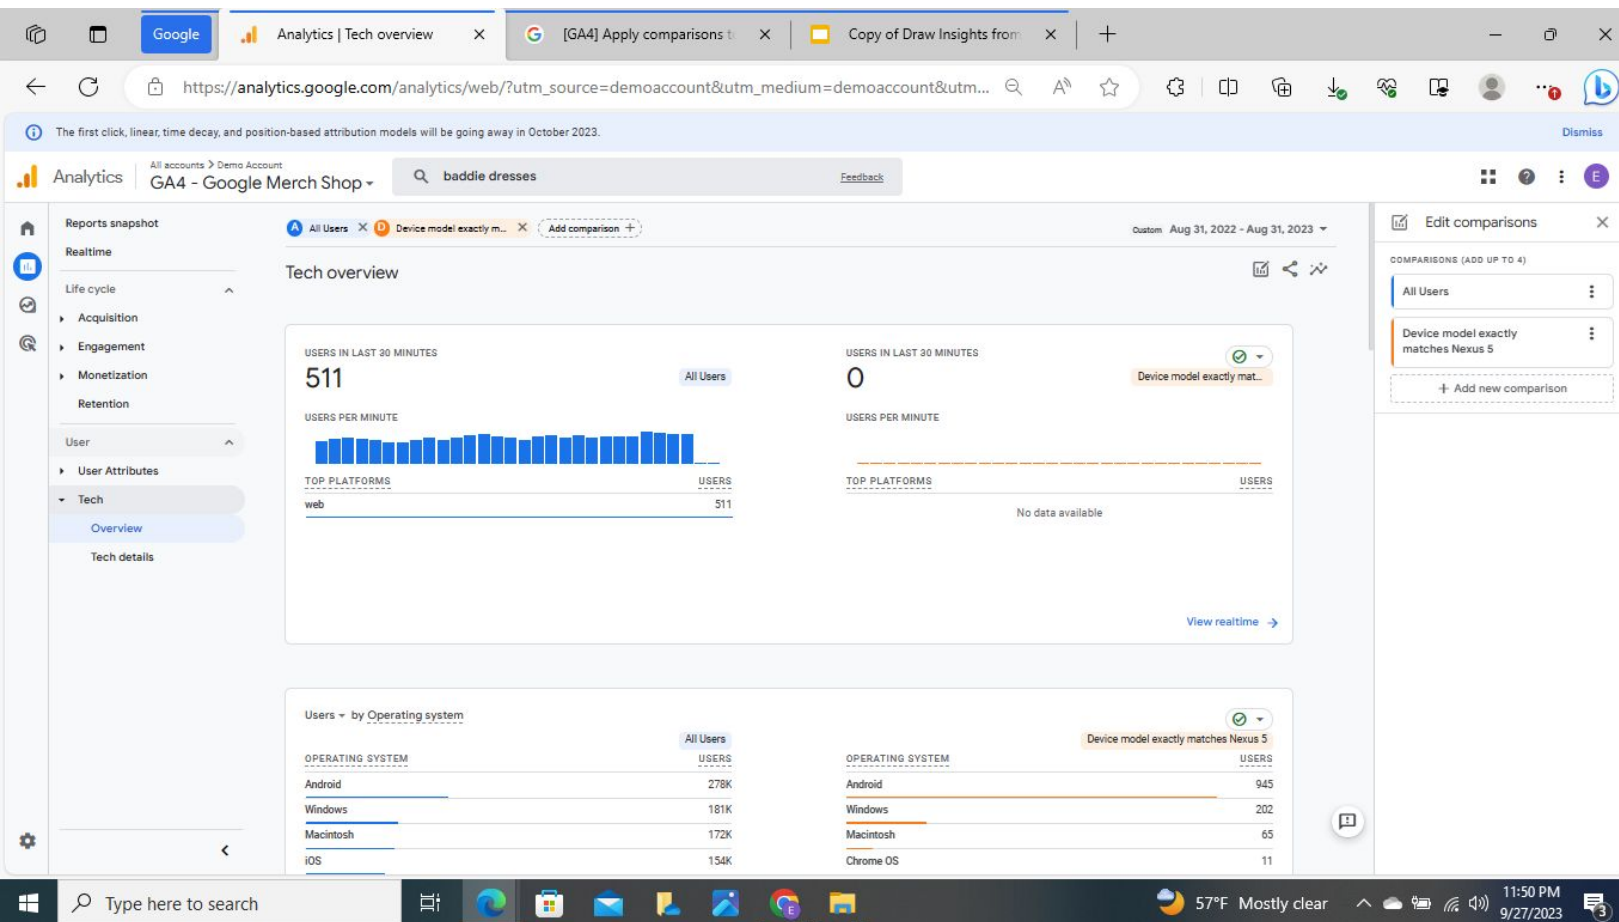 Google
Analytics | Tech overview
[GA4] Apply comparisons t
Copy of Draw Insights from
https://analytics.google.com/analytics/web/?utm_source=demoaccount&utm_medium=demoaccount&utm...
The first click, linear, time decay, and position-based attribution models will be going away in October 2023.
Dismiss
Analytics
All accounts > Demo Account
GA4 - Google Merch Shop
baddie dresses
Feedback
E
Reports snapshot
Realtime
Life cycle
Acquisition
Engagement
Monetization
Retention
User
User Attributes
Tech
Overview
Tech details
A All Users
D Device model exactly m...
Add comparison +
Custom Aug 31, 2022 - Aug 31, 2023
Tech overview
USERS IN LAST 30 MINUTES
511
All Users
USERS PER MINUTE
TOP PLATFORMS USERS
web 511
USERS IN LAST 30 MINUTES
0
Device model exactly mat...
USERS PER MINUTE
TOP PLATFORMS USERS
No data available
View realtime
Users by Operating system
All Users
OPERATING SYSTEM USERS
Android 278K
Windows 181K
Macintosh 172K
iOS 154K
Device model exactly matches Nexus 5
OPERATING SYSTEM USERS
Android 945
Windows 202
Macintosh 65
Chrome OS 11
Edit comparisons
COMPARISONS (ADD UP TO 4)
All Users
Device model exactly
matches Nexus 5
+ Add new comparison
Type here to search
57°F Mostly clear
11:50 PM
9/27/2023
3